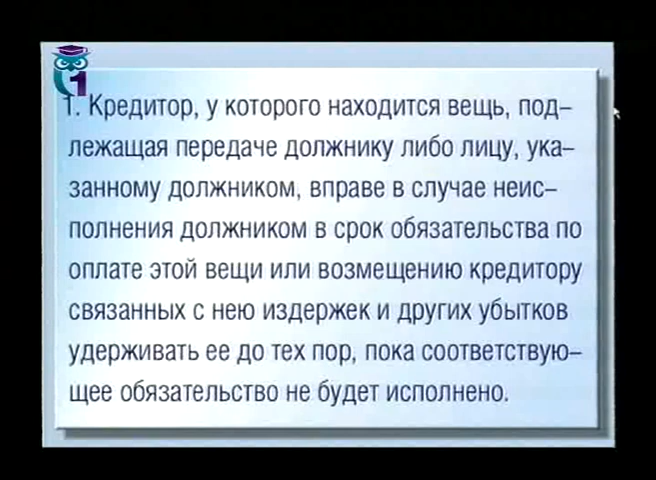 1
1. Кредитор, у которого находится вещь, под–
лежащая передаче должнику либо лицу, ука–
занному должником, вправе в случае неис–
полнения должником в срок обязательства по
оплате этой вещи или возмещению кредитору
связанных с нею издержек и других убытков
удерживать ее до тех пор, пока соответствую–
щее обязательство не будет исполнено.